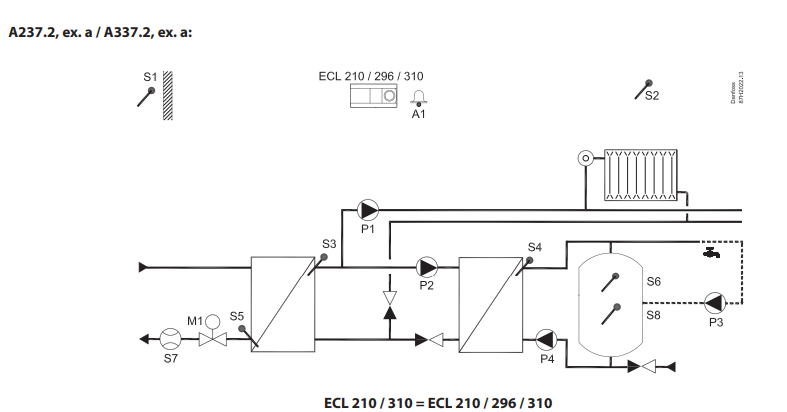 A237.2, ex. a / A337.2, ex. a:
S1
ECL 210 / 296 / 310
A1
S2
Danfoss
87H2022.13
P1
S3
S4
P2
S6
S8
P3
M1
S5
S7
P4
ECL 210 / 310 = ECL 210 / 296 / 310